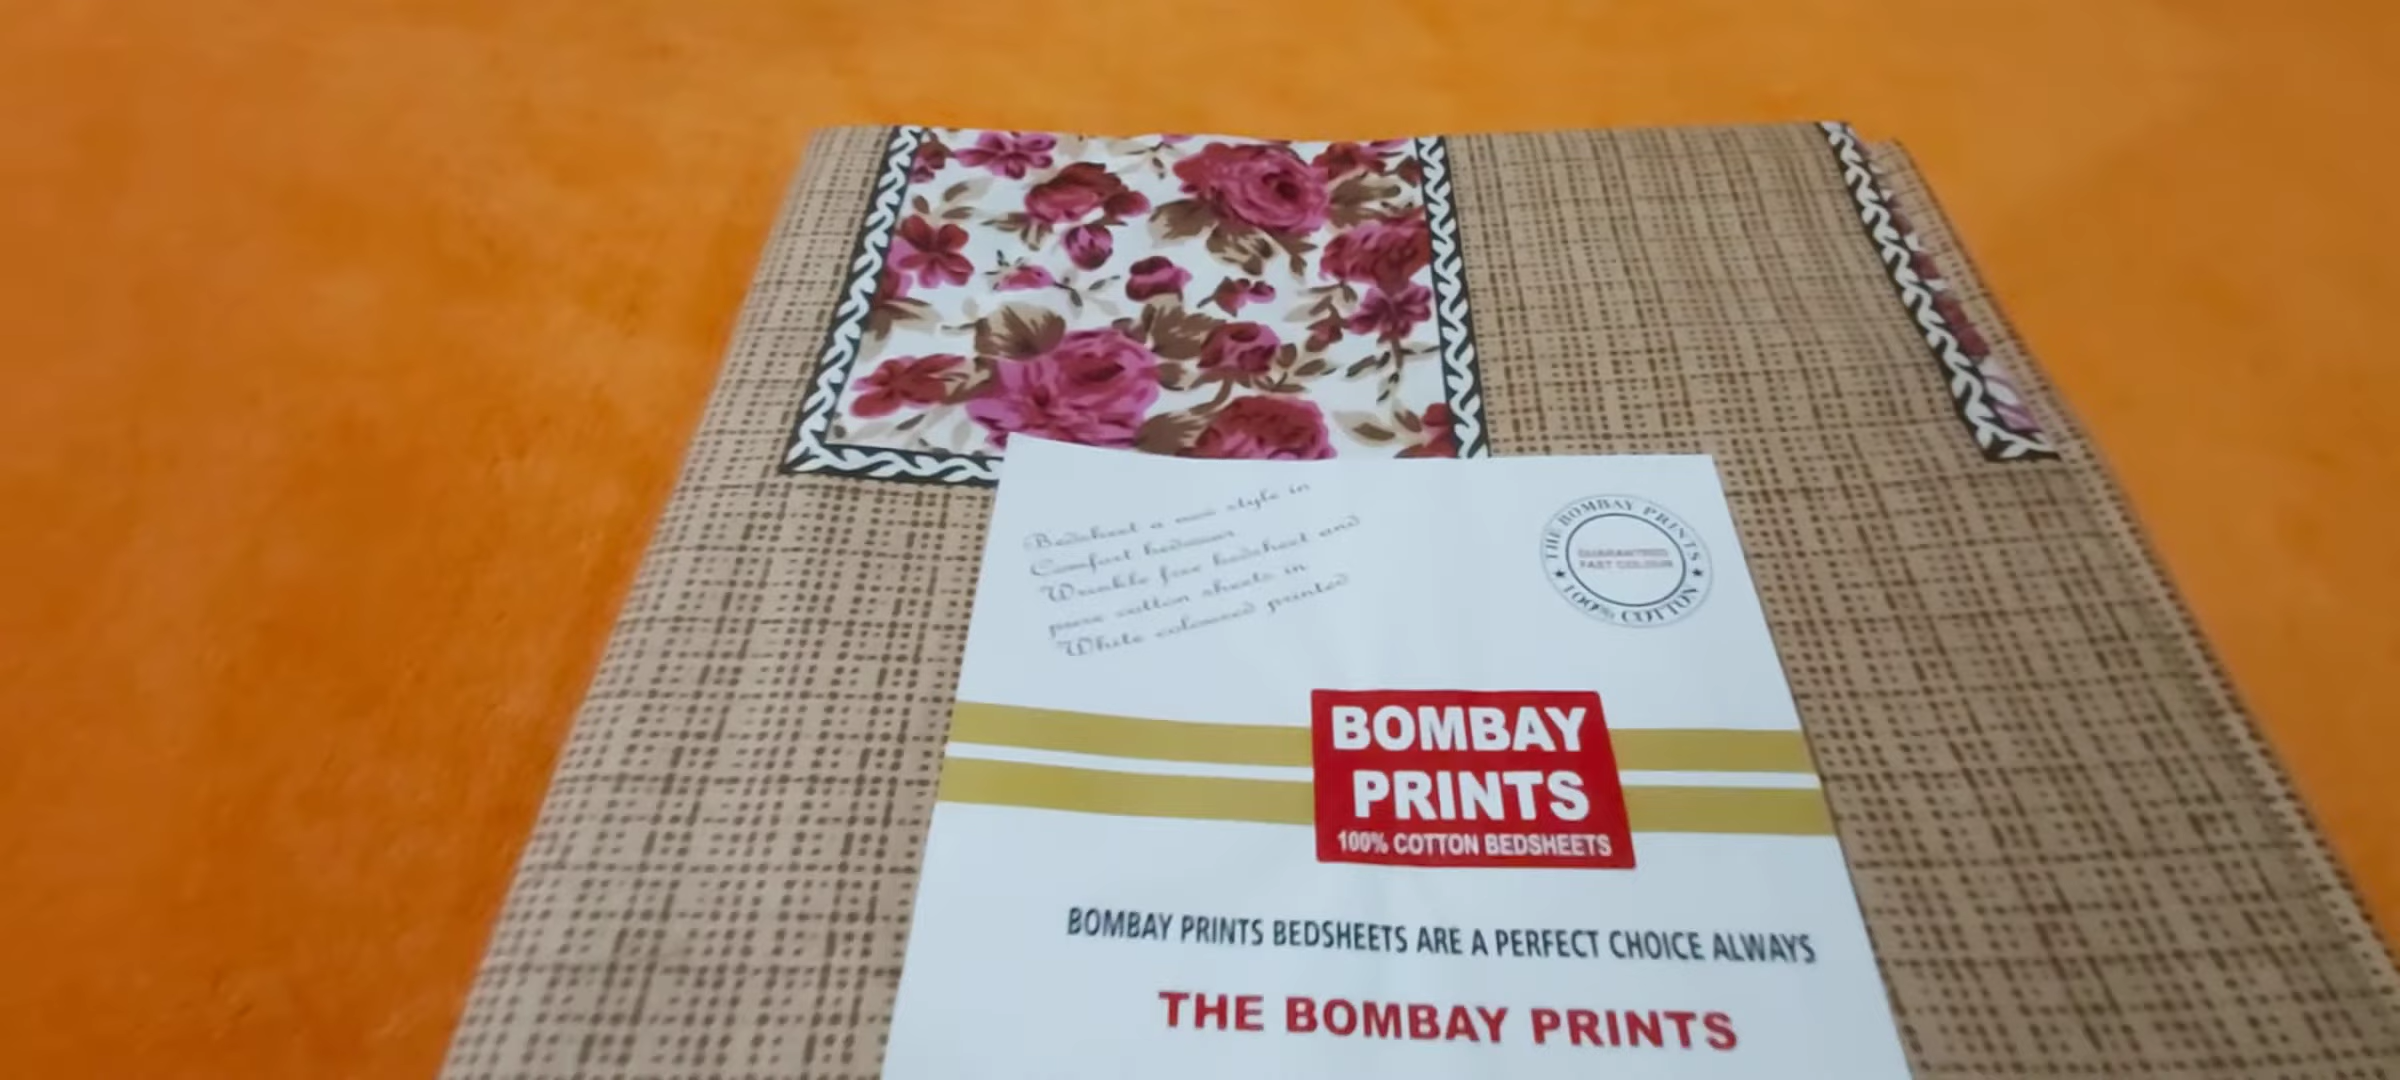 Bedsheet a new style in
Comfort bedroom
Wrinkle free bedsheet and
pure cotton sheets in
White coloured printed
THE BOMBAY PRINTS
GUARANTEED
FAST COLOUR
★ 100% COTTON ★
BOMBAY
PRINTS
100% COTTON BEDSHEETS
BOMBAY PRINTS BEDSHEETS ARE A PERFECT CHOICE ALWAYS
THE BOMBAY PRINTS